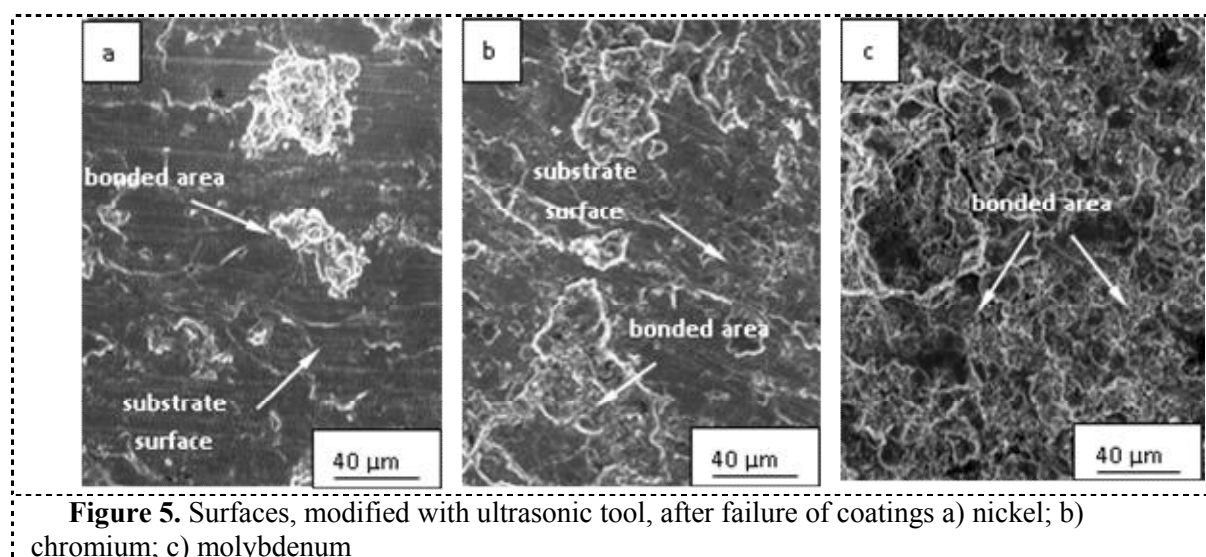 a
bonded area
substrate
surface
40 µm
b
substrate
surface
bonded area
40 µm
c
bonded area
40 µm
Figure 5. Surfaces, modified with ultrasonic tool, after failure of coatings a) nickel; b)
chromium; c) molybdenum